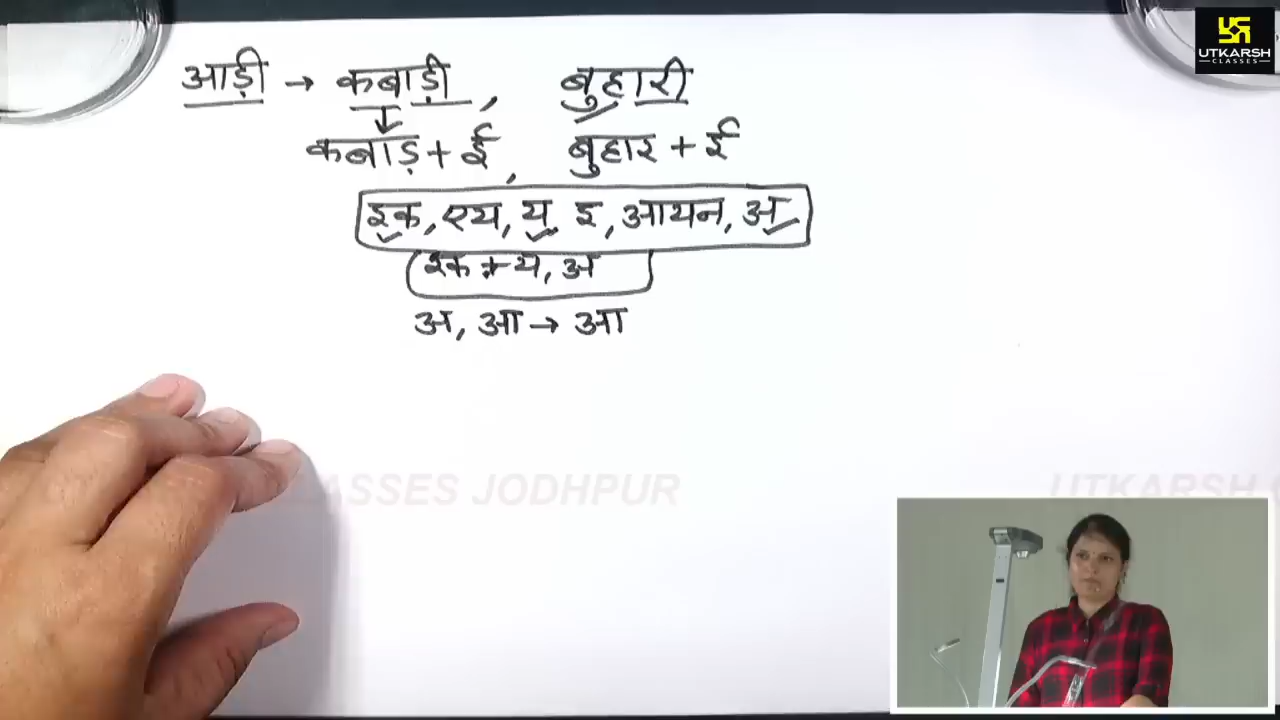 UTKARSH
CLASSES
आड़ी → कबाड़ी, बुहारी
↓
कबाड़ + ई, बुहार + ई
इक, एय, य, इ, आयन, अ
इक + य, अ
अ, आ → आ
CLASSES JODHPUR
UTKARSH